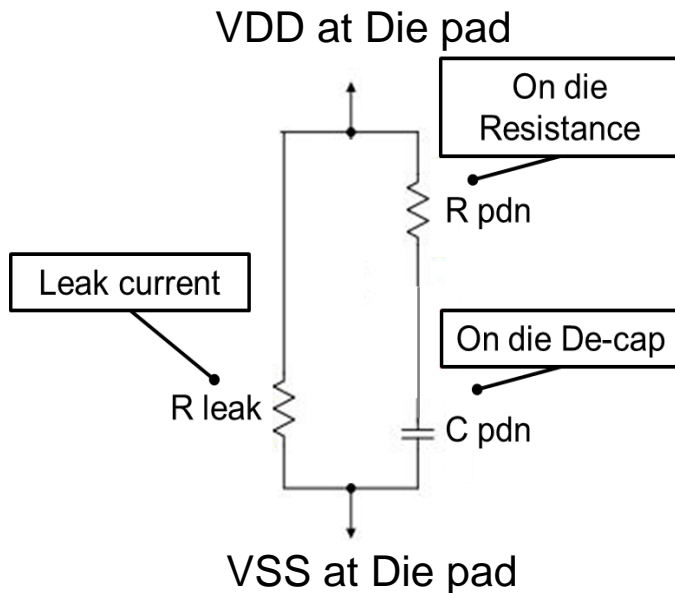 VDD at Die pad
On die
Resistance
R pdn
Leak current
On die De-cap
R leak
C pdn
VSS at Die pad